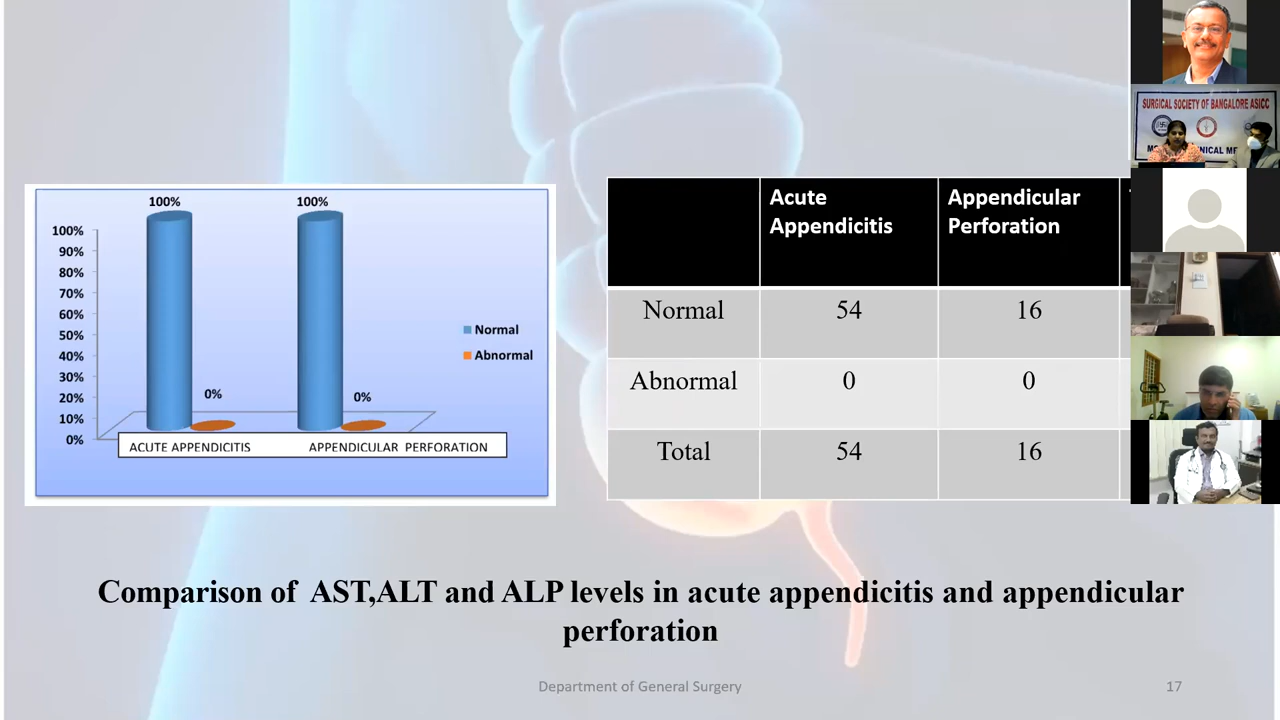 100%
100%
100%
90%
80%
70%
60%
50%
40%
30%
20%
10%
0%
0%
0%
Normal
Abnormal
ACUTE APPENDICITIS
APPENDICULAR PERFORATION
Acute
Appendicitis
Appendicular
Perforation
Normal
54
16
Abnormal
0
0
Total
54
16
SURGICAL SOCIETY OF BANGALORE ASICC
Comparison of AST,ALT and ALP levels in acute appendicitis and appendicular
perforation
Department of General Surgery
17